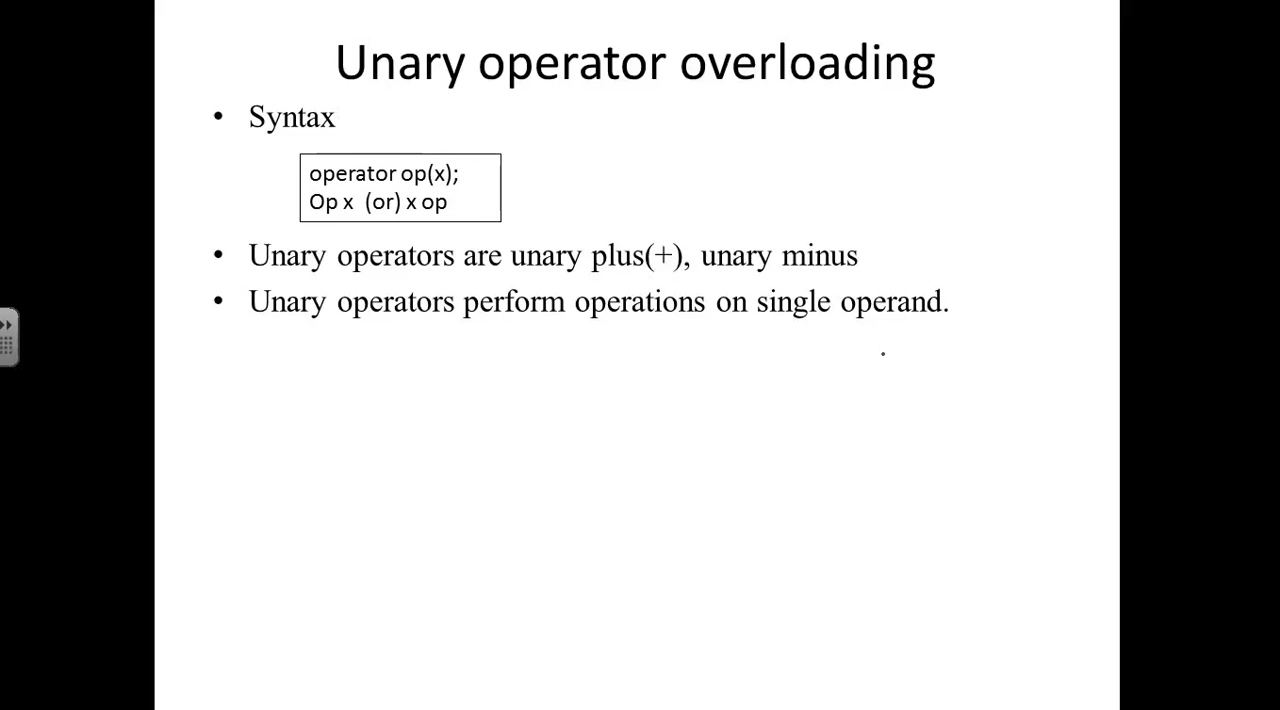 Unary operator overloading
• Syntax
operator op(x);
Op x (or) x op
• Unary operators are unary plus(+), unary minus
• Unary operators perform operations on single operand.